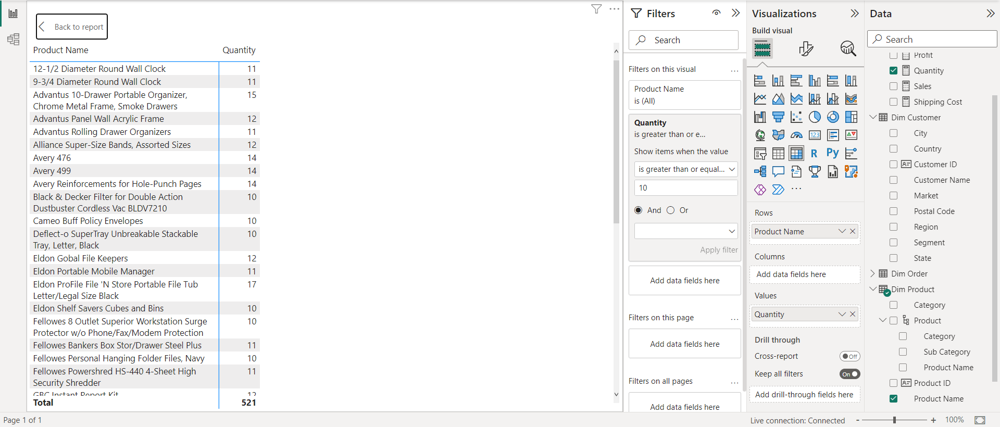 Back to report
Product Name Quantity
12-1/2 Diameter Round Wall Clock 11
9-3/4 Diameter Round Wall Clock 11
Advantus 10-Drawer Portable Organizer, 15
Chrome Metal Frame, Smoke Drawers
Advantus Panel Wall Acrylic Frame 12
Advantus Rolling Drawer Organizers 11
Alliance Super-Size Bands, Assorted Sizes 12
Avery 476 14
Avery 499 14
Avery Reinforcements for Hole-Punch Pages 14
Black & Decker Filter for Double Action 10
Dustbuster Cordless Vac BLDV7210
Cameo Buff Policy Envelopes 10
Deflect-o SuperTray Unbreakable Stackable 10
Tray, Letter, Black
Eldon Gobal File Keepers 12
Eldon Portable Mobile Manager 11
Eldon ProFile File 'N Store Portable File Tub 17
Letter/Legal Size Black
Eldon Shelf Savers Cubes and Bins 10
Fellowes 8 Outlet Superior Workstation Surge 10
Protector w/o Phone/Fax/Modem Protection
Fellowes Bankers Box Stor/Drawer Steel Plus 11
Fellowes Personal Hanging Folder Files, Navy 10
Fellowes Powershred HS-440 4-Sheet High 11
Security Shredder
GBC Instant Report Kit 12
Total 521
Page 1 of 1
Filters
Search
Filters on this visual ...
Product Name
is (All)
Quantity
is greater than or e...
Show items when the value
is greater than or equal...
10
And Or
Apply filter
Add data fields here
Filters on this page ...
Add data fields here
Filters on all pages ...
Add data fields here
Visualizations
Build visual
123
R Py
...
Rows
Product Name
Columns
Add data fields here
Values
Quantity
Drill through
Cross-report Off
Keep all filters On
Add drill-through fields here
Data
Search
Profit
Quantity
Sales
Shipping Cost
Dim Customer
City
Country
Customer ID
Customer Name
Market
Postal Code
Region
Segment
State
Dim Order
Dim Product
Category
Product
Category
Sub Category
Product Name
Product ID
Product Name
Live connection: Connected - + 100%